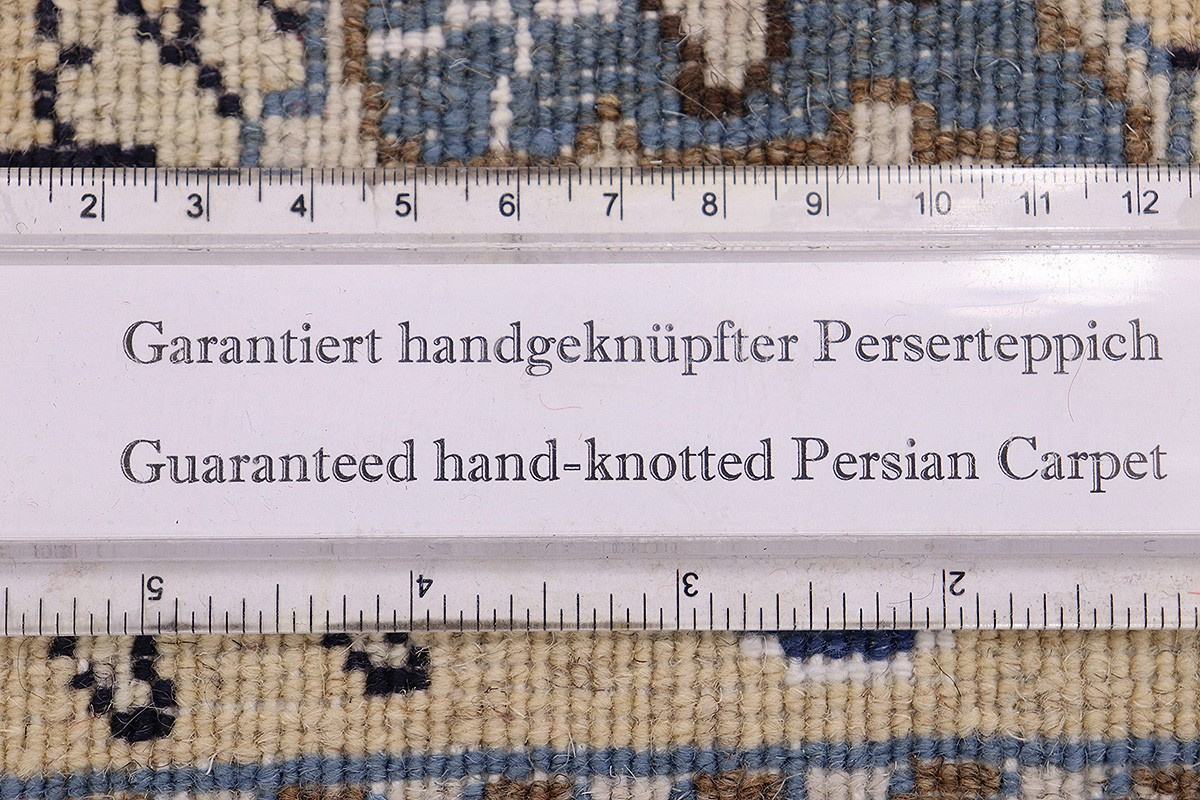 2 3 4 5 6 7 8 9 10 11 12
Garantiert handgeknüpfter Perserteppich
Guaranteed hand-knotted Persian Carpet
5 4 3 2